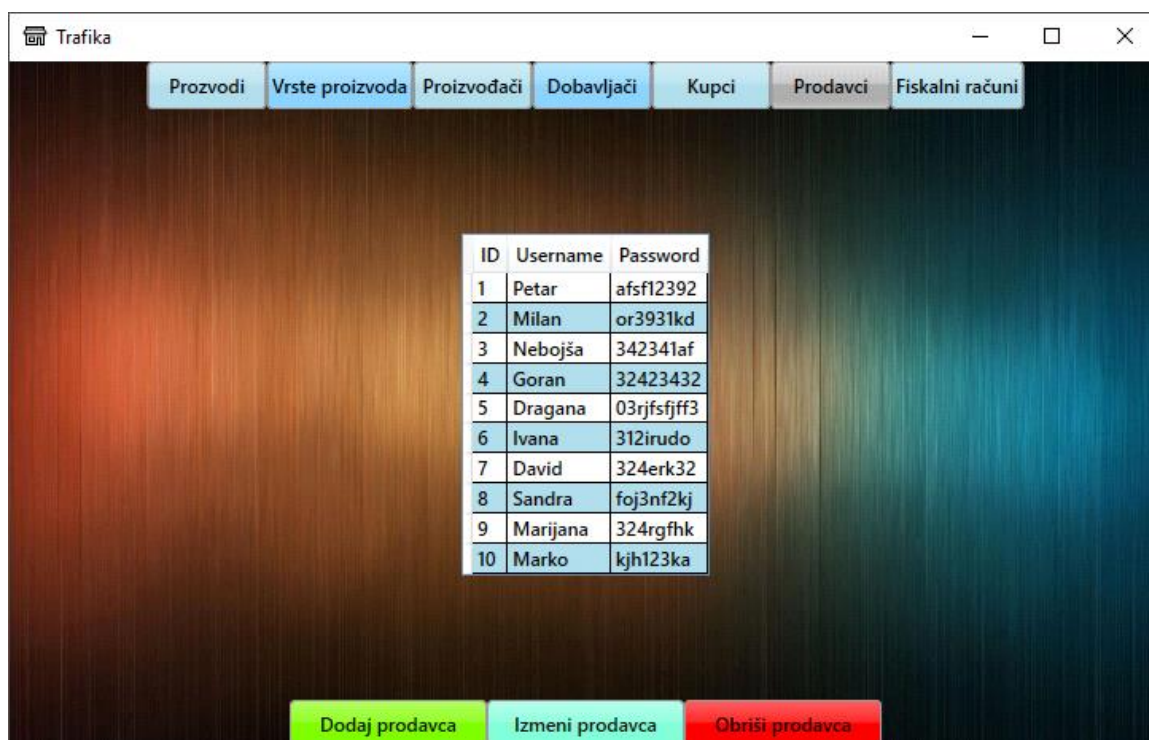 Trafika
Prozvodi Vrste proizvoda Proizvođači Dobavljači Kupci Prodavci Fiskalni računi
ID Username Password
1 Petar afsf12392
2 Milan or3931kd
3 Nebojša 342341af
4 Goran 32423432
5 Dragana 03rjfsfjff3
6 Ivana 312irudo
7 David 324erk32
8 Sandra foj3nf2kj
9 Marijana 324rgfhk
10 Marko kjh123ka
Dodaj prodavca Izmeni prodavca Obriši prodavca